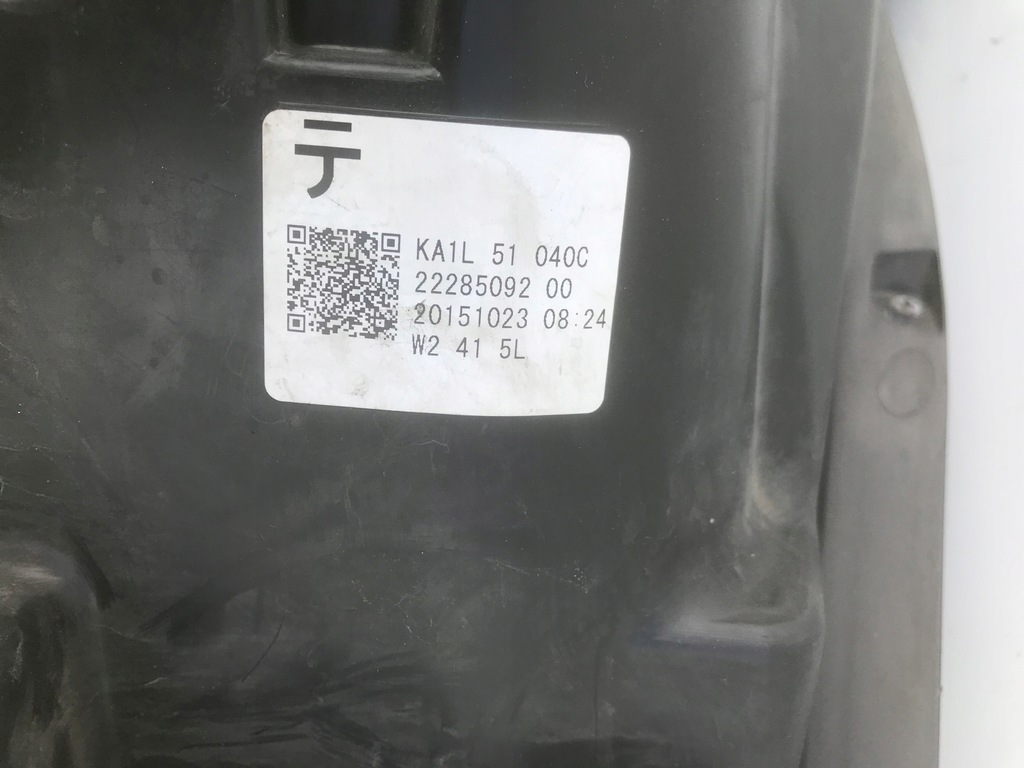 テ
KA1L 51 040C
22285092 00
20151023 08:24
W2 41 5L